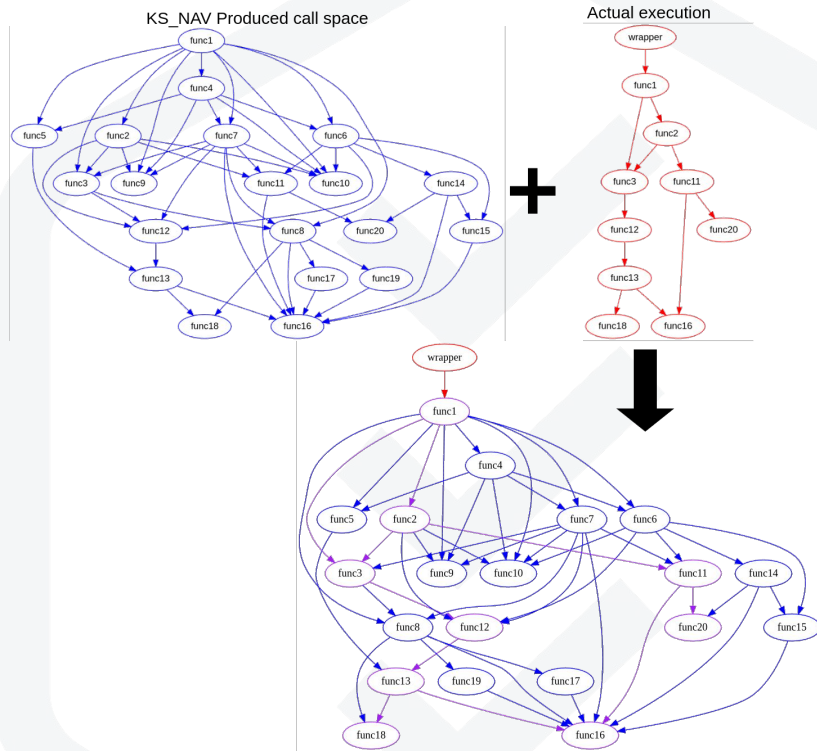 KS_NAV Produced call space
Actual execution
func1
func4
func5 func2 func7 func6
func3 func9 func11 func10 func14
func12 func8 func20 func15
func13 func17 func19
func18 func16
+
wrapper
func1
func2
func3 func11
func12 func20
func13
func18 func16
wrapper
func1
func4
func5 func2 func7 func6
func3 func9 func10 func11 func14
func8 func12 func20 func15
func13 func19 func17
func18 func16